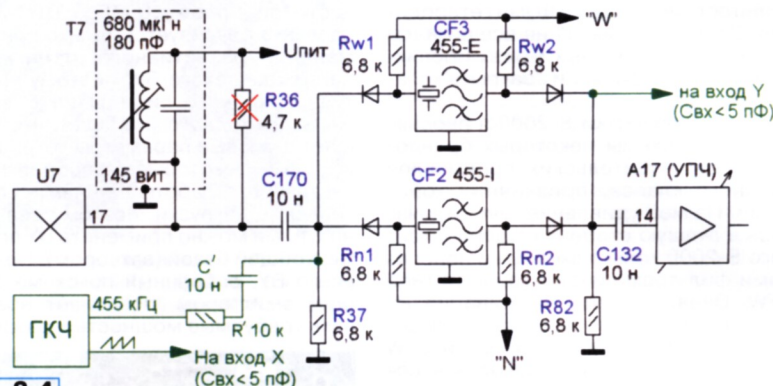 T7
680 мкГн
180 пФ
145 вит
Uпит
R36
4,7 к
U7
17
C170
10 н
C'
10 н
R' 10 к
ГКЧ
455 кГц
На вход X
(Свх<5 пФ)
R37
6,8 к
Rw1
6,8 к
CF3
455-E
Rw2
6,8 к
"W"
на вход Y
(Свх<5 пФ)
CF2 455-I
Rn1
6,8 к
Rn2
6,8 к
"N"
C132
10 н
14
A17 (УПЧ)
R82
6,8 к